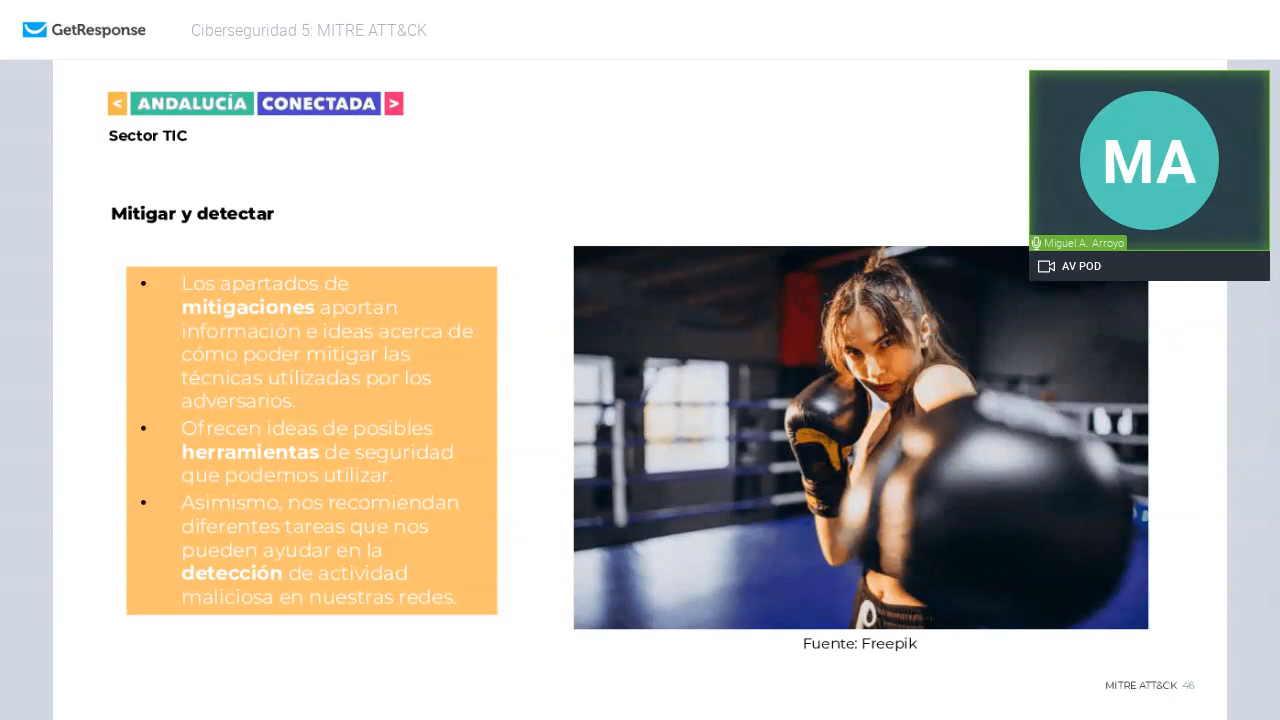 GetResponse
Ciberseguridad 5: MITRE ATT&CK
< ANDALUCÍA CONECTADA >
Sector TIC
MA
Miguel A. Arroyo
AV POD
Mitigar y detectar
• Los apartados de
mitigaciones aportan
información e ideas acerca de
cómo poder mitigar las
técnicas utilizadas por los
adversarios.
• Ofrecen ideas de posibles
herramientas de seguridad
que podemos utilizar.
• Asimismo, nos recomiendan
diferentes tareas que nos
pueden ayudar en la
detección de actividad
maliciosa en nuestras redes.
Fuente: Freepik
MITRE ATT&CK 46